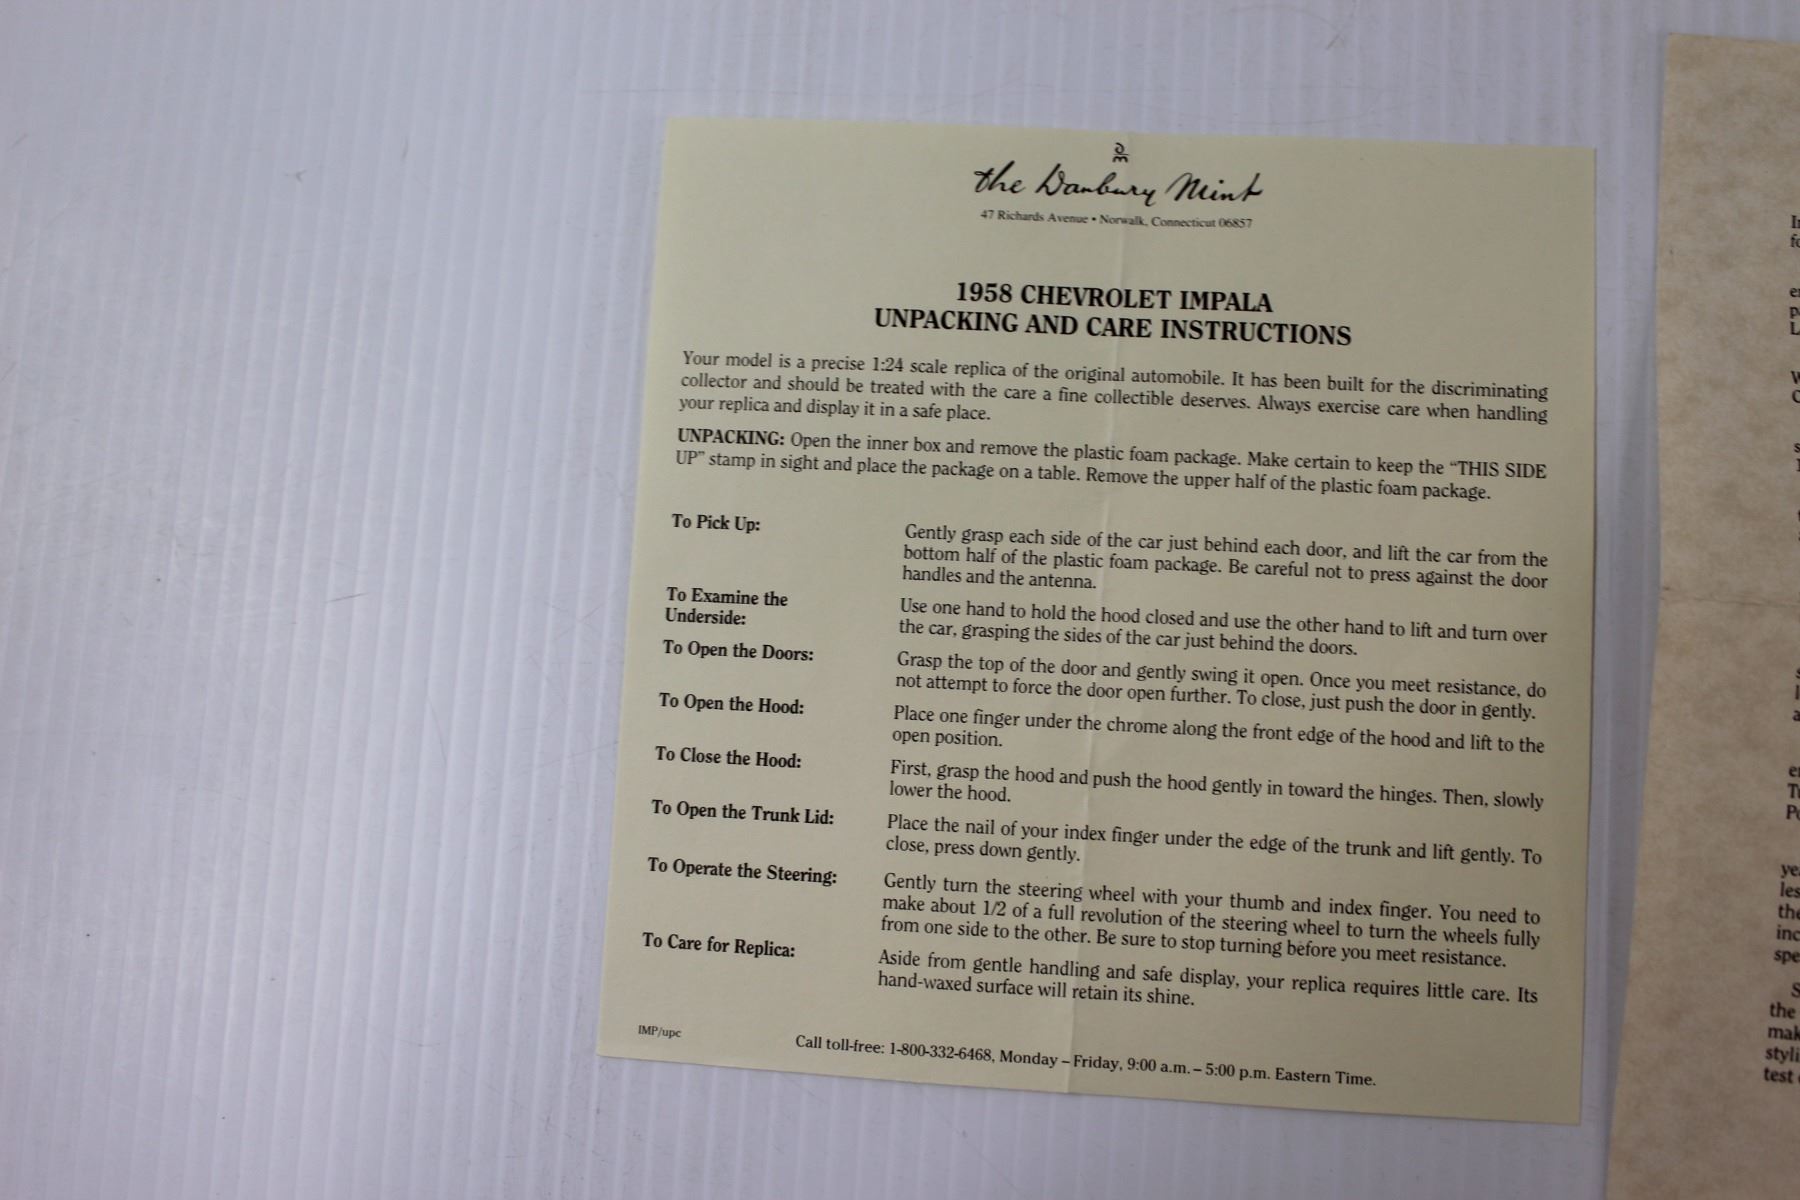 the Danbury Mint
47 Richards Avenue • Norwalk, Connecticut 06857
1958 CHEVROLET IMPALA
UNPACKING AND CARE INSTRUCTIONS
Your model is a precise 1:24 scale replica of the original automobile. It has been built for the discriminating
collector and should be treated with the care a fine collectible deserves. Always exercise care when handling
your replica and display it in a safe place.
UNPACKING: Open the inner box and remove the plastic foam package. Make certain to keep the “THIS SIDE
UP” stamp in sight and place the package on a table. Remove the upper half of the plastic foam package.
To Pick Up:
Gently grasp each side of the car just behind each door, and lift the car from the
bottom half of the plastic foam package. Be careful not to press against the door
handles and the antenna.
To Examine the
Underside:
Use one hand to hold the hood closed and use the other hand to lift and turn over
the car, grasping the sides of the car just behind the doors.
To Open the Doors:
Grasp the top of the door and gently swing it open. Once you meet resistance, do
not attempt to force the door open further. To close, just push the door in gently.
To Open the Hood:
Place one finger under the chrome along the front edge of the hood and lift to the
open position.
To Close the Hood:
First, grasp the hood and push the hood gently in toward the hinges. Then, slowly
lower the hood.
To Open the Trunk Lid:
Place the nail of your index finger under the edge of the trunk and lift gently. To
close, press down gently.
To Operate the Steering:
Gently turn the steering wheel with your thumb and index finger. You need to
make about 1/2 of a full revolution of the steering wheel to turn the wheels fully
from one side to the other. Be sure to stop turning before you meet resistance.
To Care for Replica:
Aside from gentle handling and safe display, your replica requires little care. Its
hand-waxed surface will retain its shine.
IMP/upc
Call toll-free: 1-800-332-6468, Monday – Friday, 9:00 a.m. – 5:00 p.m. Eastern Time.
the
test